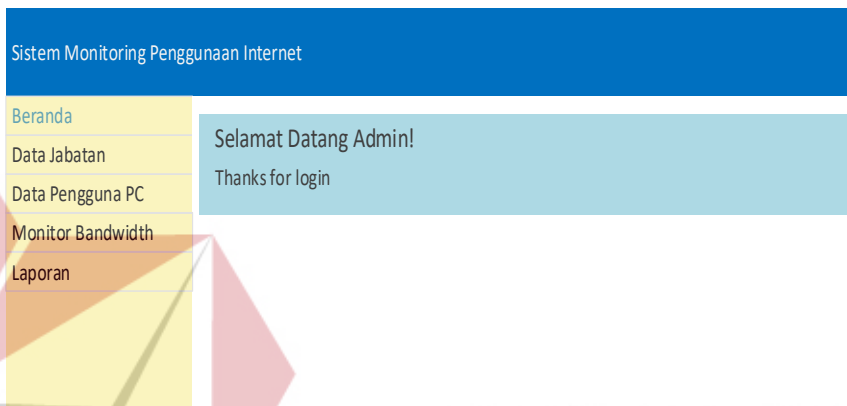 Sistem Monitoring Penggunaan Internet
Beranda
Data Jabatan
Data Pengguna PC
Monitor Bandwidth
Laporan
Selamat Datang Admin!
Thanks for login